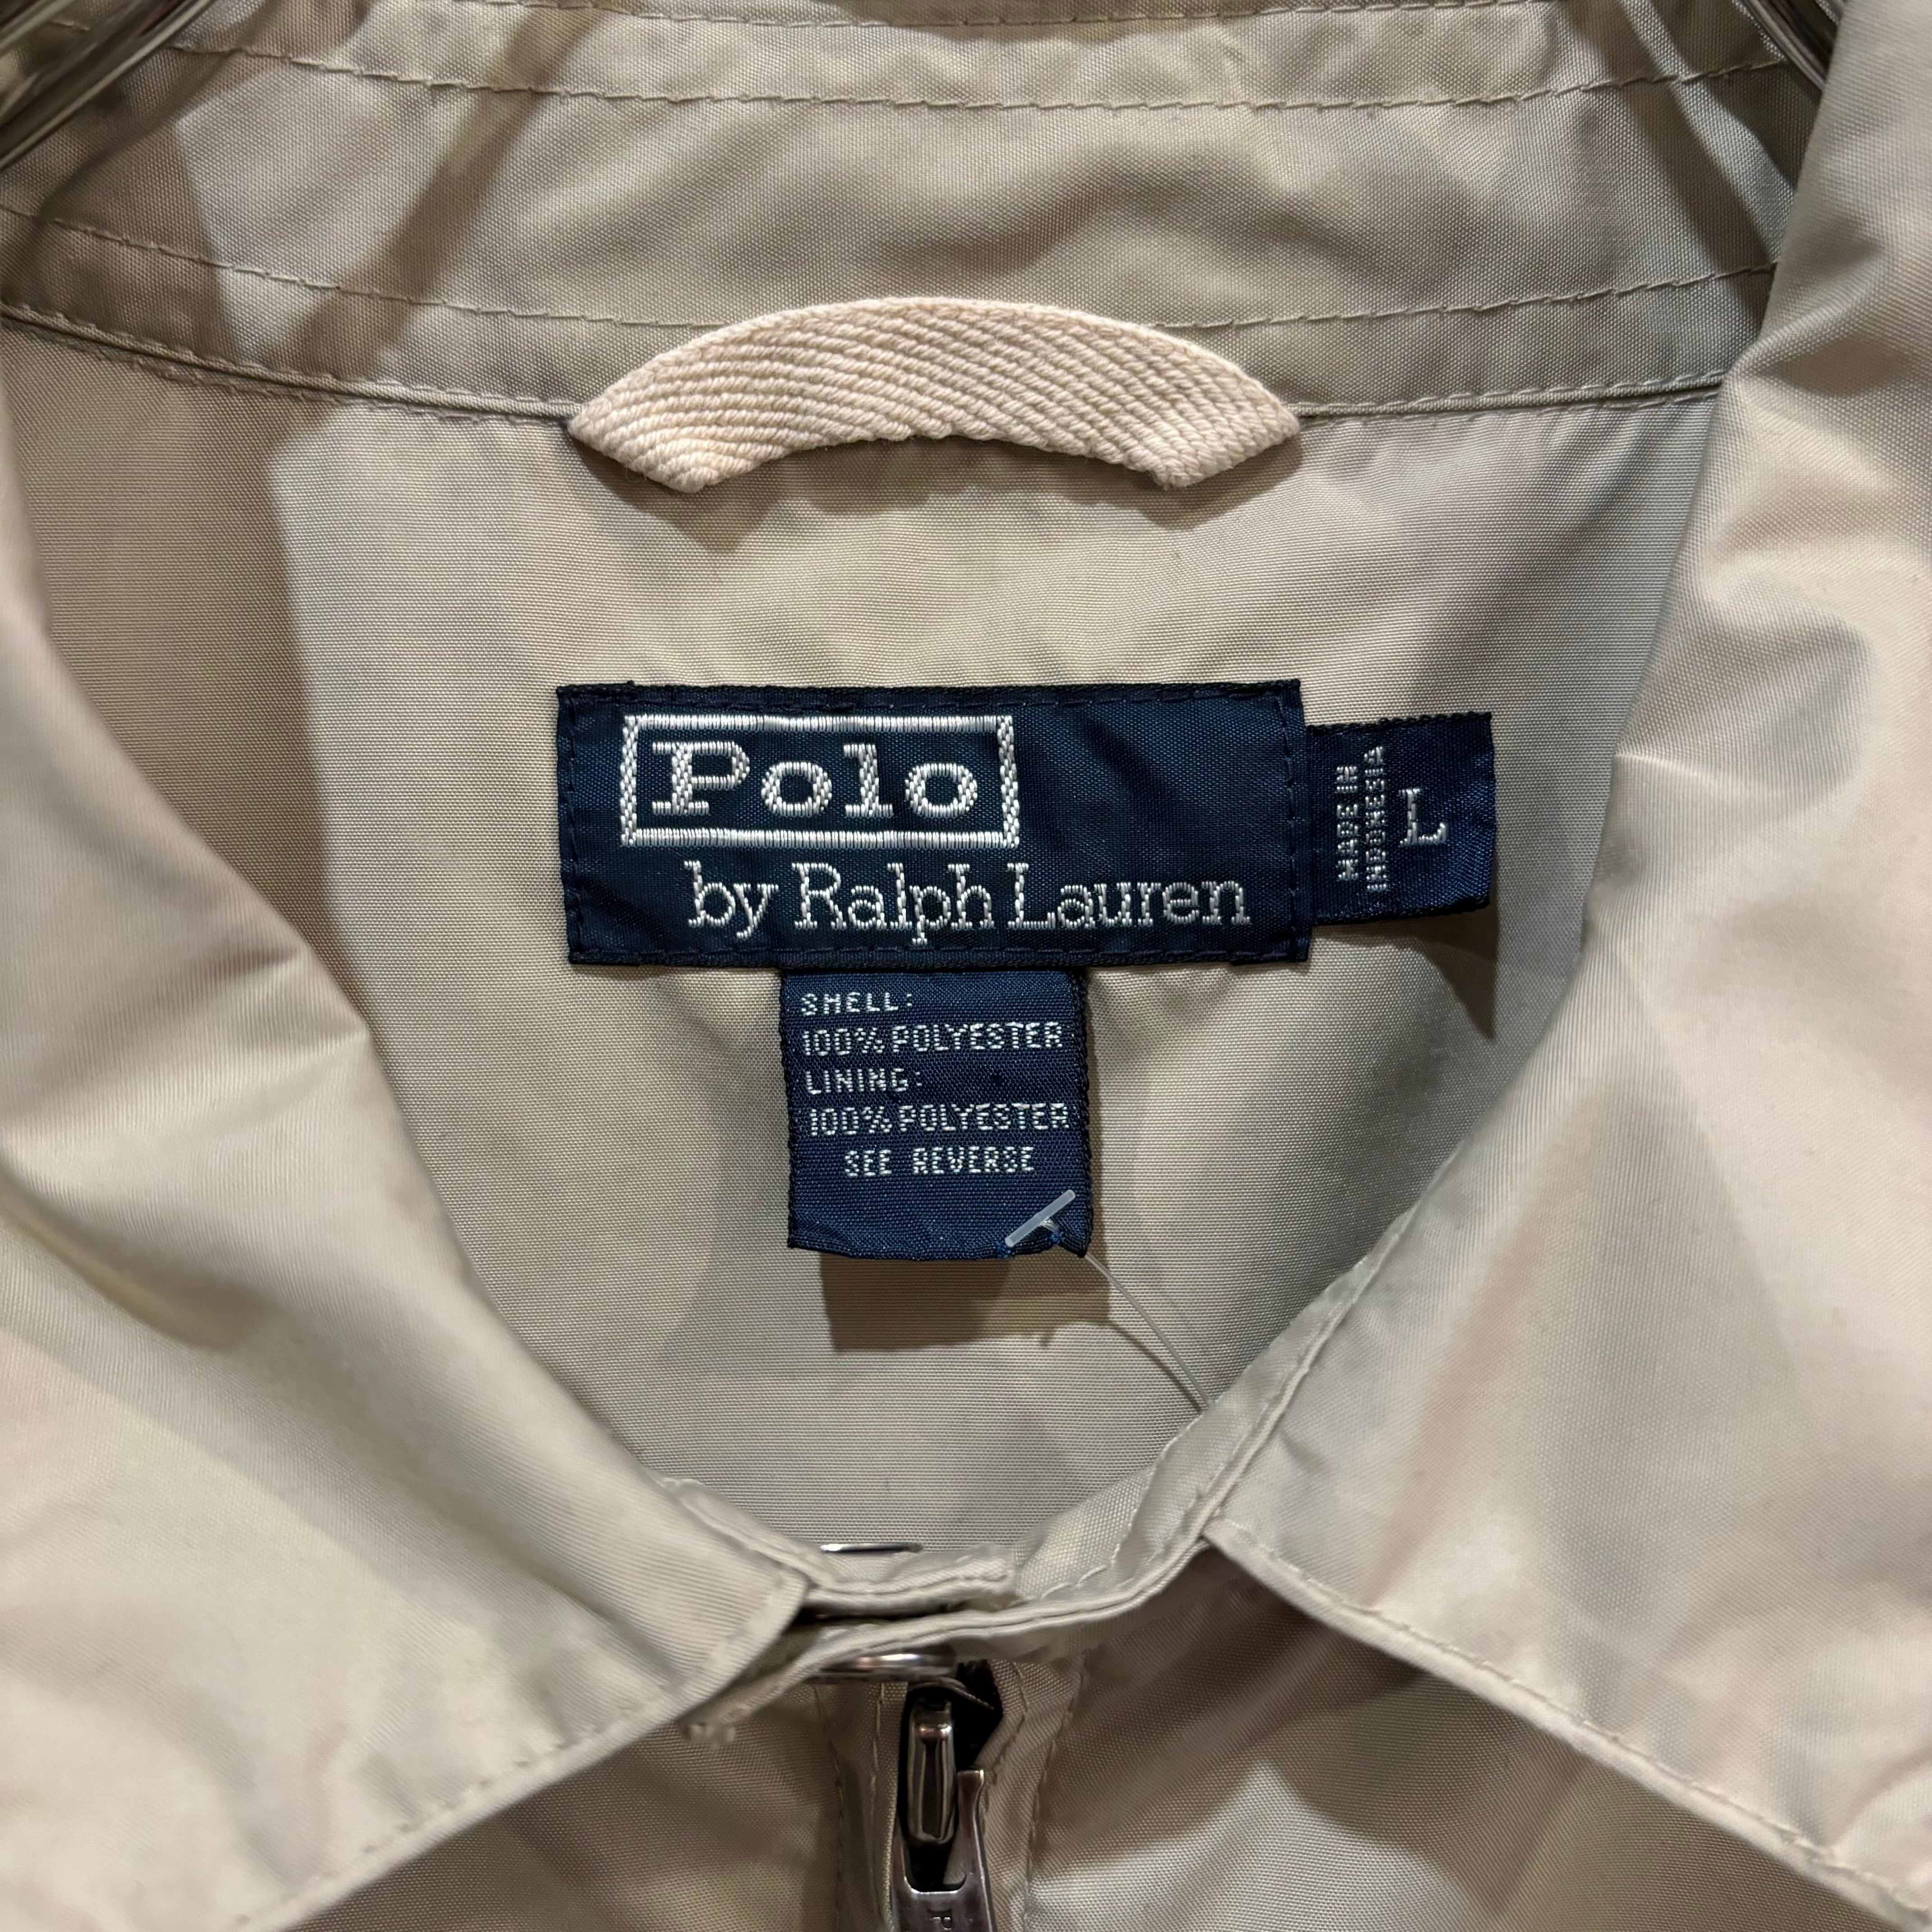 Polo
by Ralph Lauren
MADE IN
INDONESIA
L
SHELL:
100% POLYESTER
LINING:
100% POLYESTER
SEE REVERSE